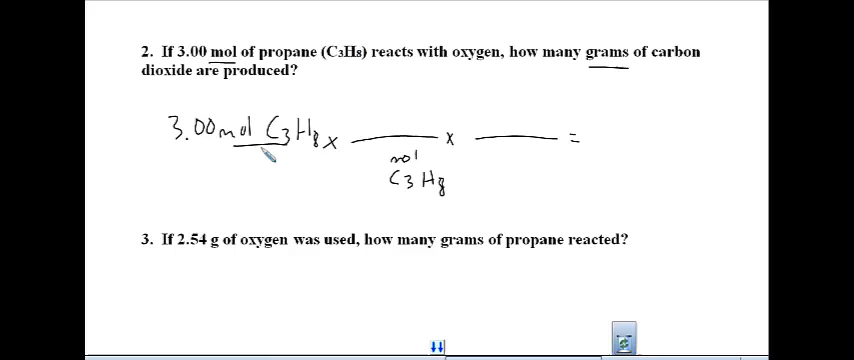 2. If 3.00 mol of propane (C3H8) reacts with oxygen, how many grams of carbon
dioxide are produced?
3.00 mol C3H8 x ______ x ______ =
mol
C3H8
3. If 2.54 g of oxygen was used, how many grams of propane reacted?